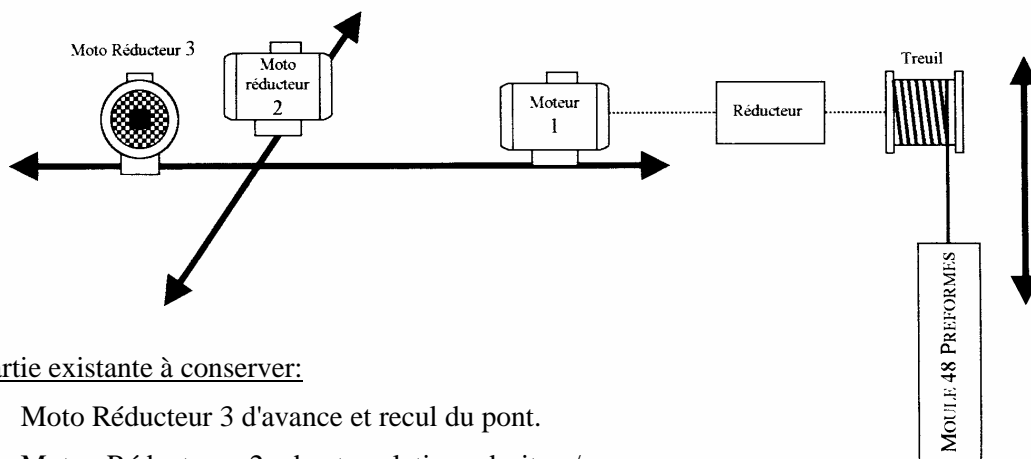 Moto Réducteur 3
Moto
réducteur
2
Moteur
1
Réducteur
Treuil
MOULE 48 PREFORMES
artie existante à conserver:
Moto Réducteur 3 d'avance et recul du pont.